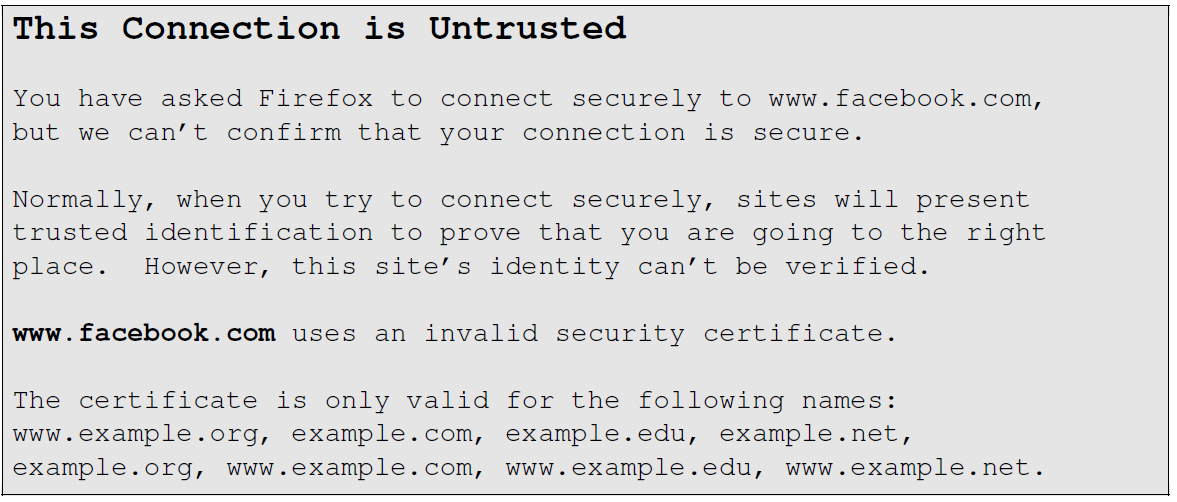 This Connection is Untrusted
You have asked Firefox to connect securely to www.facebook.com,
but we can’t confirm that your connection is secure.
Normally, when you try to connect securely, sites will present
trusted identification to prove that you are going to the right
place.  However, this site’s identity can’t be verified.
www.facebook.com uses an invalid security certificate.
The certificate is only valid for the following names:
www.example.org, example.com, example.edu, example.net,
example.org, www.example.com, www.example.edu, www.example.net.